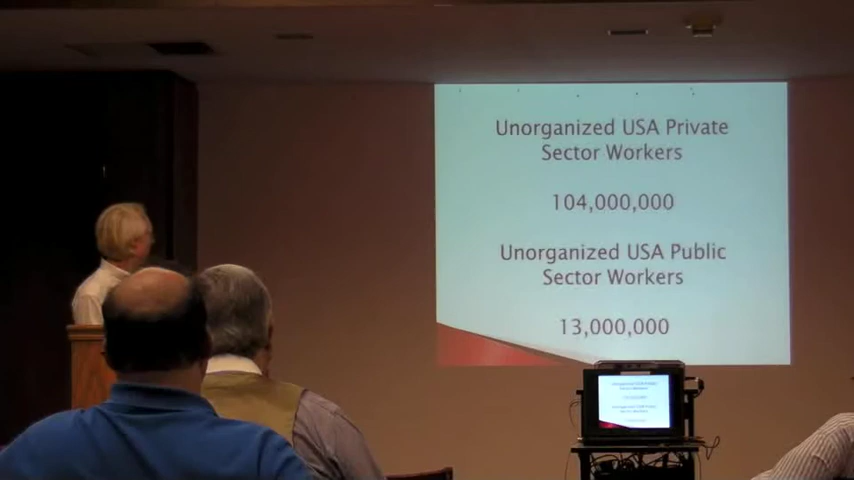 Unorganized USA Private
Sector Workers
104,000,000
Unorganized USA Public
Sector Workers
13,000,000